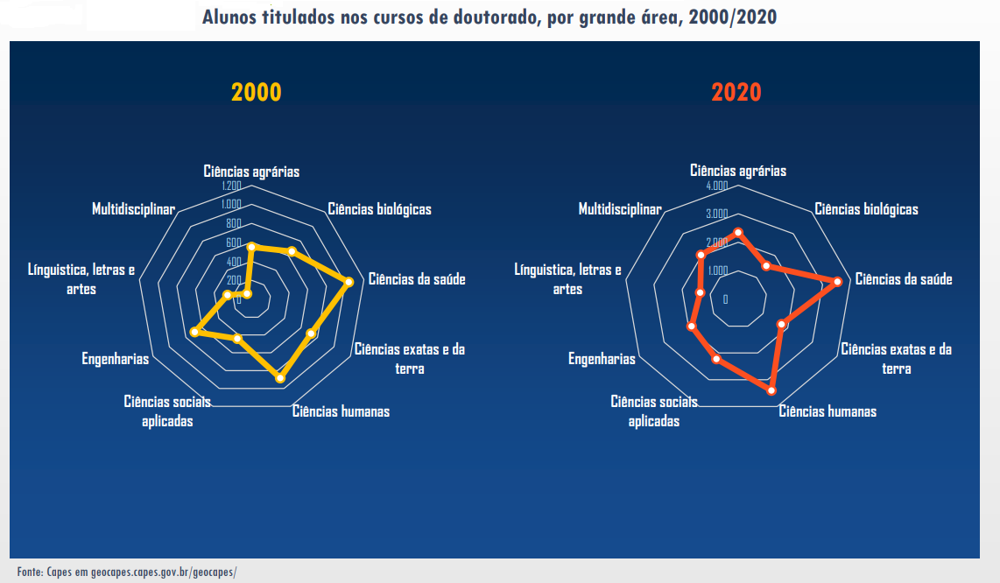 Alunos titulados nos cursos de doutorado, por grande área, 2000/2020
2000
Ciências agrárias
1.200
1.000
800
600
400
200
0
Ciências biológicas
Ciências da saúde
Ciências exatas e da
terra
Ciências humanas
Ciências sociais
aplicadas
Engenharias
Línguistica, letras e
artes
Multidisciplinar
2020
Ciências agrárias
4.000
3.000
2.000
1.000
0
Ciências biológicas
Ciências da saúde
Ciências exatas e da
terra
Ciências humanas
Ciências sociais
aplicadas
Engenharias
Línguistica, letras e
artes
Multidisciplinar
Fonte: Capes em geocapes.capes.gov.br/geocapes/